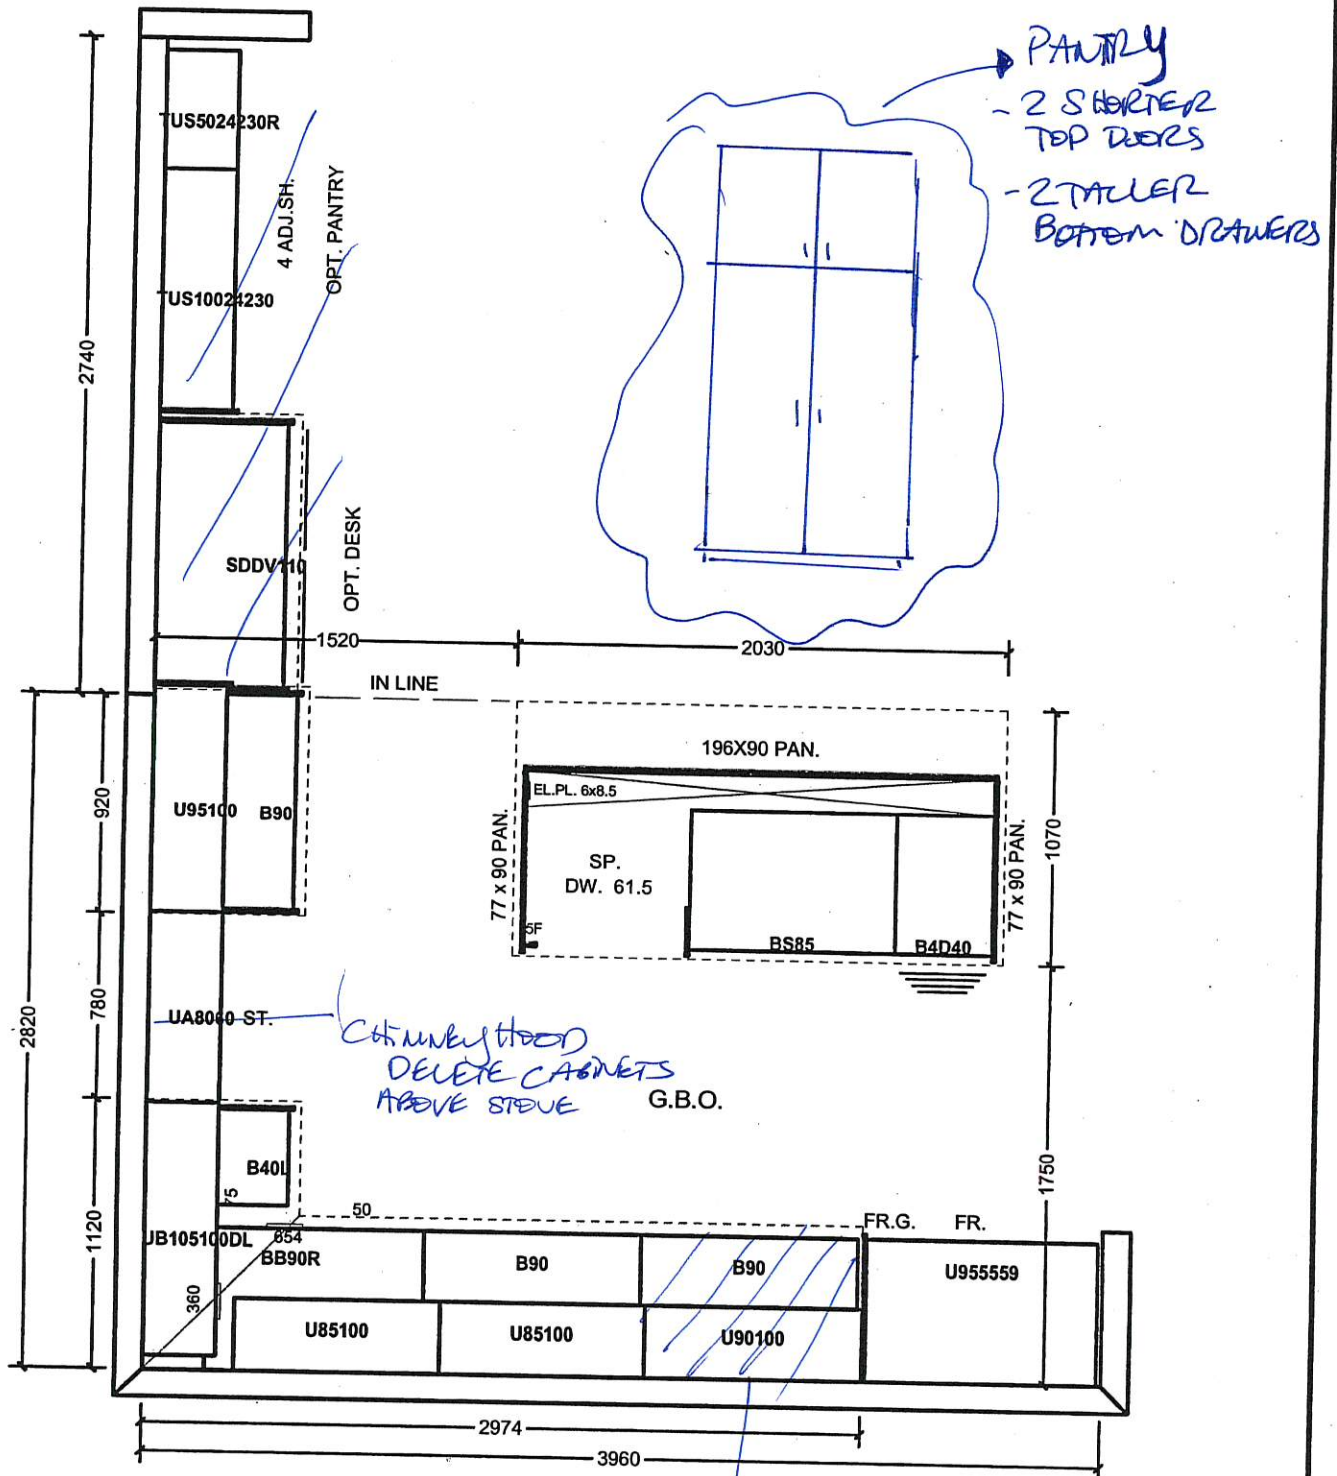 PANTRY
- 2 SHORTER
TOP DOORS
- 2 TALLER
BOTTOM DRAWERS
TUS5024230R
4 ADJ.SH.
OPT. PANTRY
TUS10024230
2740
SDDV110
OPT. DESK
1520
2030
IN LINE
196X90 PAN.
EL.PL. 6x8.5
U95100
B90
920
77 x 90 PAN.
SP.
DW. 61.5
77 x 90 PAN.
1070
5F
BS85
B4D40
2820
780
UA8060 ST.
CHIMNEY HOOD
DELETE CABINETS
ABOVE STOVE
G.B.O.
1750
B40L
75
50
1120
UB105100DL
654
BB90R
B90
B90
FR.G.
FR.
U955559
360
U85100
U85100
U90100
2974
3960